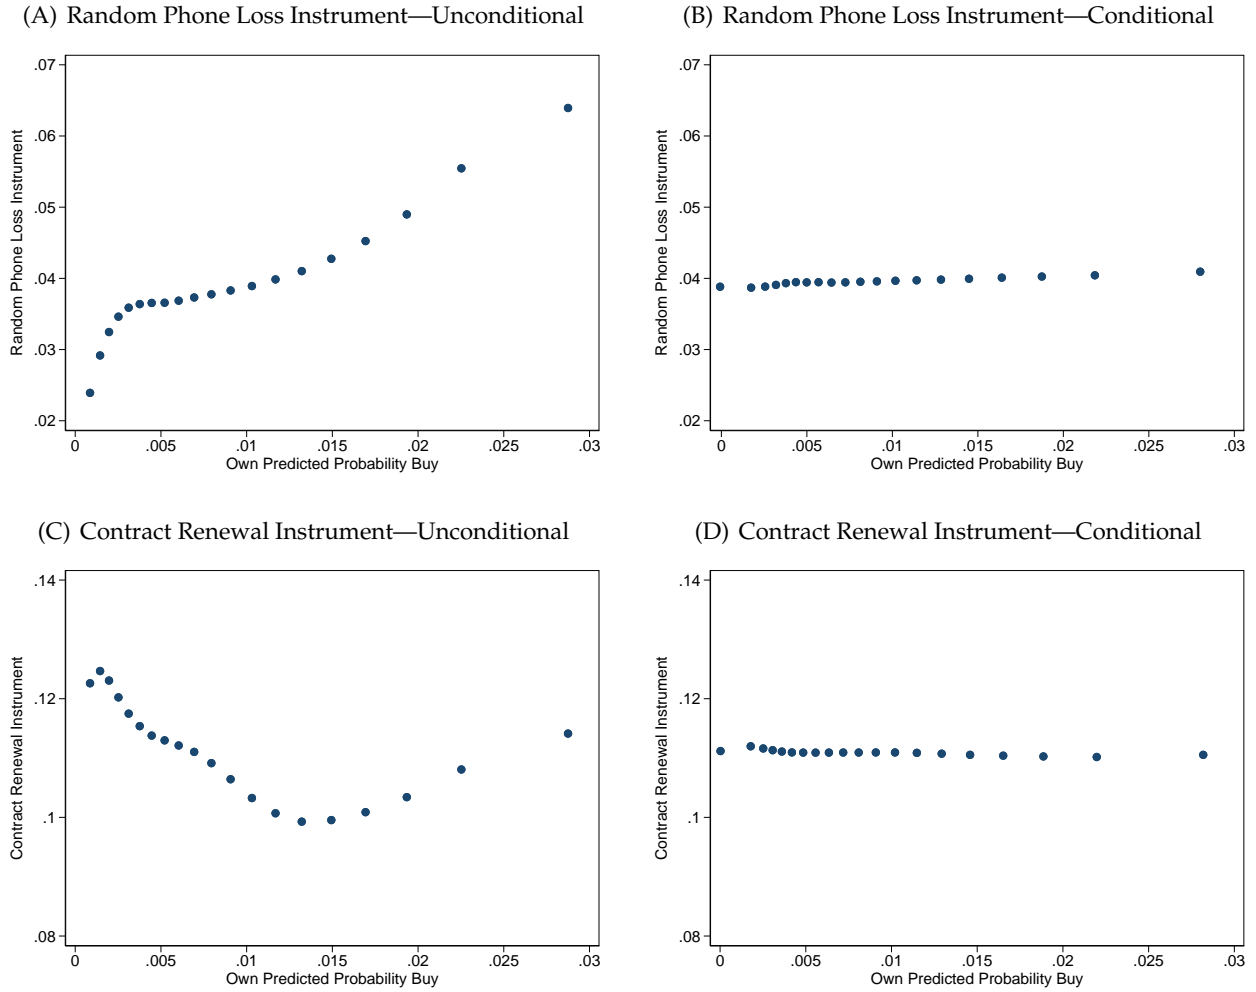 (A) Random Phone Loss Instrument—Unconditional
.07
.06
.05
.04
.03
.02
Random Phone Loss Instrument
0 .005 .01 .015 .02 .025 .03
Own Predicted Probability Buy
(B) Random Phone Loss Instrument—Conditional
.07
.06
.05
.04
.03
.02
Random Phone Loss Instrument
0 .005 .01 .015 .02 .025 .03
Own Predicted Probability Buy
(C) Contract Renewal Instrument—Unconditional
.14
.12
.1
.08
Contract Renewal Instrument
0 .005 .01 .015 .02 .025 .03
Own Predicted Probability Buy
(D) Contract Renewal Instrument—Conditional
.14
.12
.1
.08
Contract Renewal Instrument
0 .005 .01 .015 .02 .025 .03
Own Predicted Probability Buy